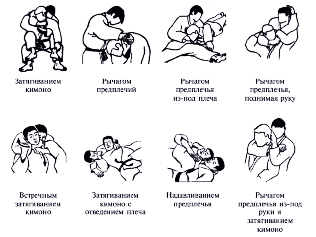 Затягиванием
кимоно
Рычагом
предплечий
Рычагом
предплечья
из-под плеча
Рычагом
предплечья,
поднимая руку
Встречным
затягиванием
кимоно
Затягиванием
кимоно с
отведением плеча
Надавливанием
предплечья
Рычагом
предплечья из-под
руки и
затягиванием
кимоно